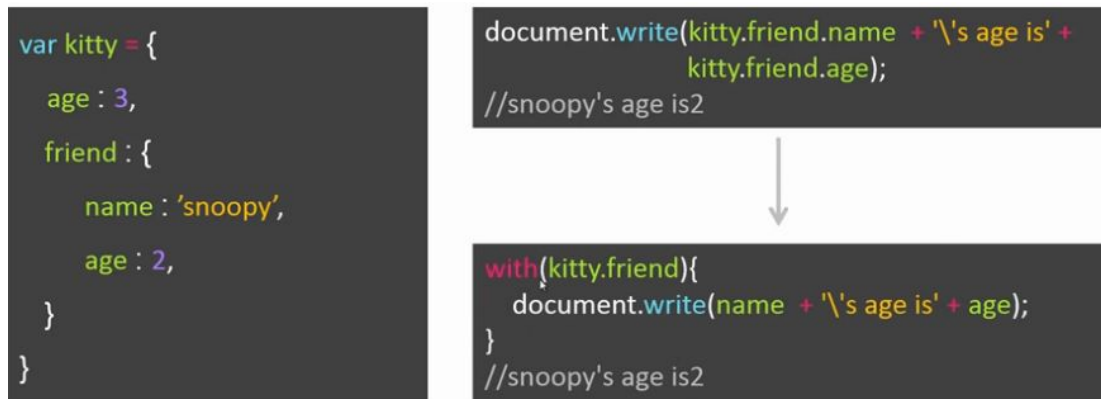 var kitty = {
age : 3,
friend : {
name : 'snoopy',
age : 2,
}
}
document.write(kitty.friend.name + '\'s age is' +
kitty.friend.age);
//snoopy's age is2
with(kitty.friend){
document.write(name + '\'s age is' + age);
}
//snoopy's age is2